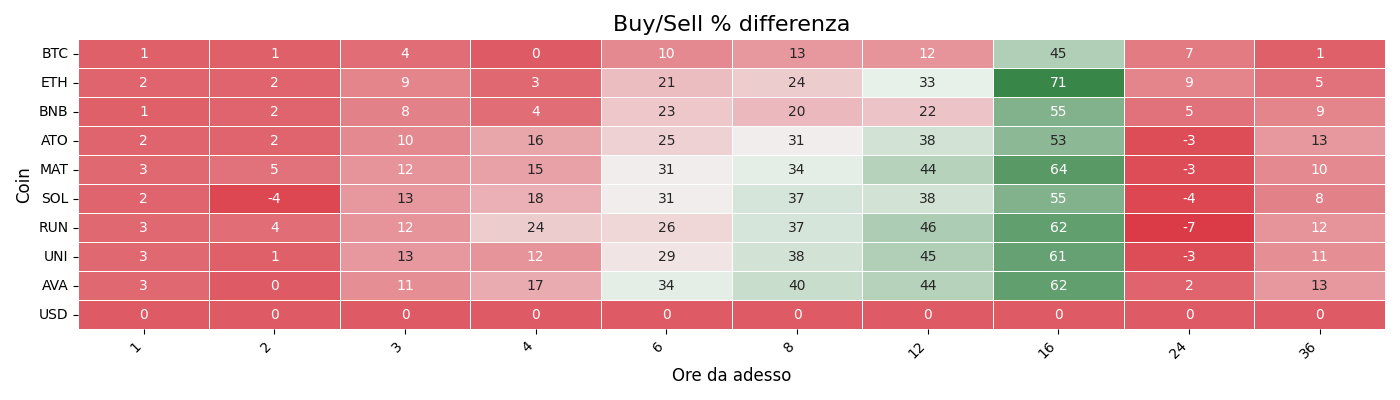 Buy/Sell % differenza
Coin
BTC 1 1 4 0 10 13 12 45 7 1
ETH 2 2 9 3 21 24 33 71 9 5
BNB 1 2 8 4 23 20 22 55 5 9
ATO 2 2 10 16 25 31 38 53 -3 13
MAT 3 5 12 15 31 34 44 64 -3 10
SOL 2 -4 13 18 31 37 38 55 -4 8
RUN 3 4 12 24 26 37 46 62 -7 12
UNI 3 1 13 12 29 38 45 61 -3 11
AVA 3 0 11 17 34 40 44 62 2 13
USD 0 0 0 0 0 0 0 0 0 0
1 2 3 4 6 8 12 16 24 36
Ore da adesso